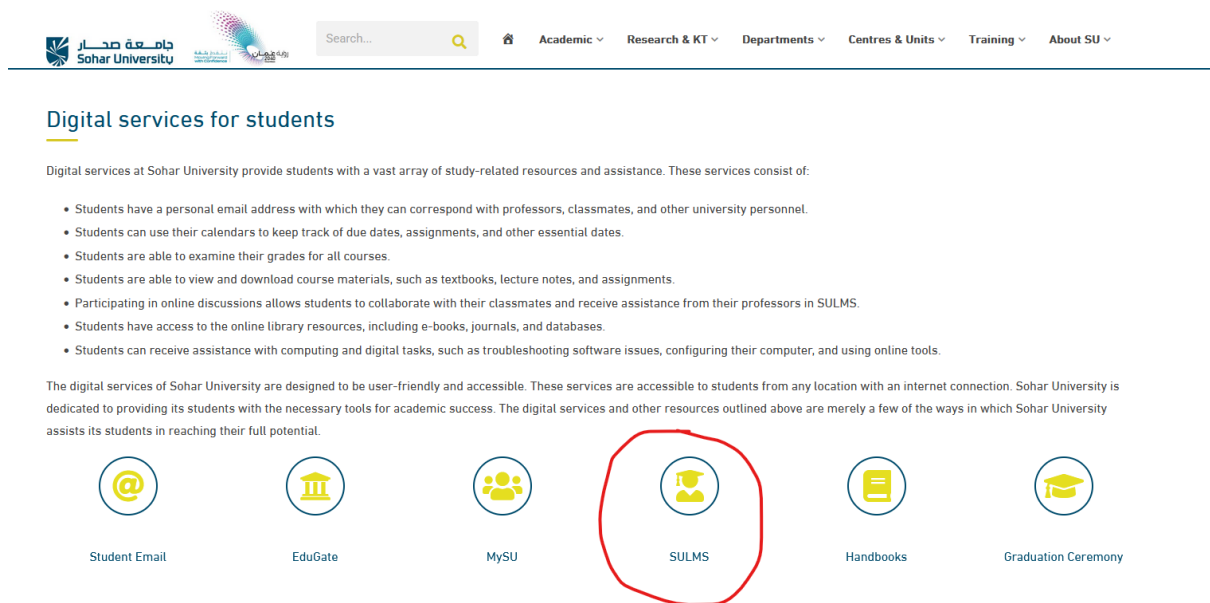 جامعة صحار
Sohar University
Moving Forward
with Confidence
2040
Search...
Academic
Research & KT
Departments
Centres & Units
Training
About SU
Digital services for students
Digital services at Sohar University provide students with a vast array of study-related resources and assistance. These services consist of:
• Students have a personal email address with which they can correspond with professors, classmates, and other university personnel.
• Students can use their calendars to keep track of due dates, assignments, and other essential dates.
• Students are able to examine their grades for all courses.
• Students are able to view and download course materials, such as textbooks, lecture notes, and assignments.
• Participating in online discussions allows students to collaborate with their classmates and receive assistance from their professors in SULMS.
• Students have access to the online library resources, including e-books, journals, and databases.
• Students can receive assistance with computing and digital tasks, such as troubleshooting software issues, configuring their computer, and using online tools.
The digital services of Sohar University are designed to be user-friendly and accessible. These services are accessible to students from any location with an internet connection. Sohar University is
dedicated to providing its students with the necessary tools for academic success. The digital services and other resources outlined above are merely a few of the ways in which Sohar University
assists its students in reaching their full potential.
Student Email
EduGate
MySU
SULMS
Handbooks
Graduation Ceremony